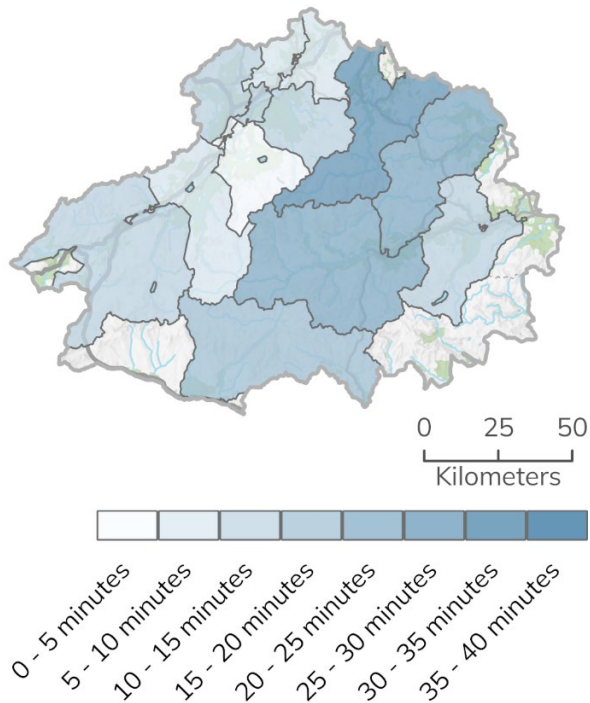 0 25 50
Kilometers
0 - 5 minutes
5 - 10 minutes
10 - 15 minutes
15 - 20 minutes
20 - 25 minutes
25 - 30 minutes
30 - 35 minutes
35 - 40 minutes